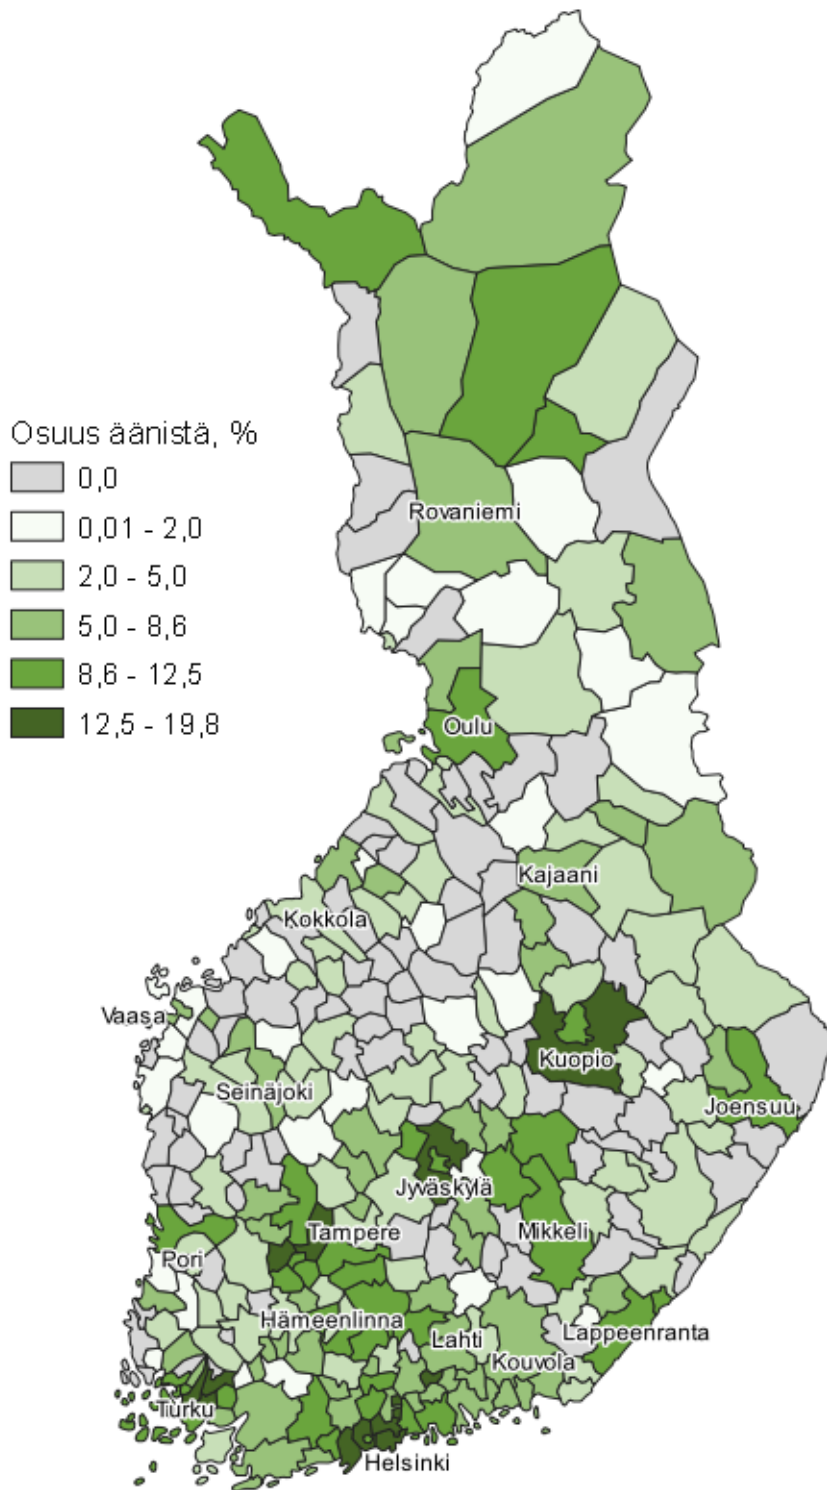 Osuus äänistä, %
0,0
0,01 - 2,0
2,0 - 5,0
5,0 - 8,6
8,6 - 12,5
12,5 - 19,8
Rovaniemi
Oulu
Kajaani
Kokkola
Vaasa
Kuopio
Seinäjoki
Joensuu
Jyväskylä
Tampere
Mikkeli
Pori
Hämeenlinna
Lahti
Lappeenranta
Kouvola
Turku
Helsinki